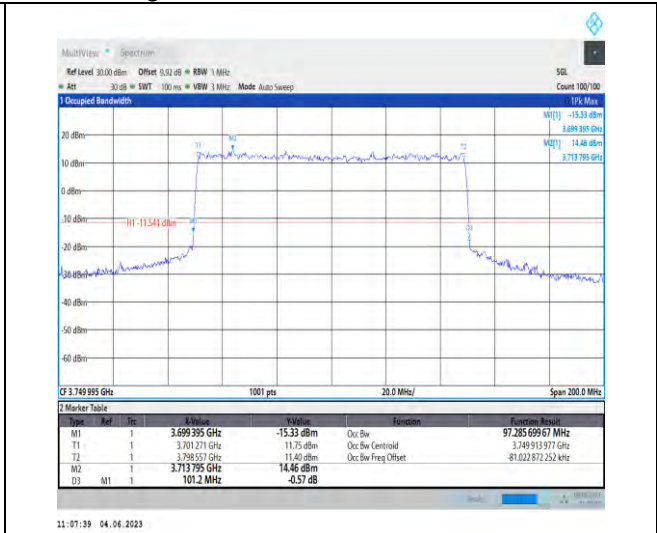 MultiView Spectrum
Ref Level 30.00 dBm Offset 9.92 dB RBW 1 MHz SGL
Att 30 dB SWT 100 ms VBW 3 MHz Mode Auto Sweep Count 100/100
1 Occupied Bandwidth 1Pk Max
M1[1] -15.33 dBm
3.699 395 GHz
M2[1] 14.46 dBm
3.713 795 GHz
20 dBm
M2
T1 T2
10 dBm
0 dBm
-10 dBm
H1 -11.541 dBm M1
D3
-20 dBm
-30 dBm
-40 dBm
-50 dBm
-60 dBm
CF 3.749 995 GHz 1001 pts 20.0 MHz/ Span 200.0 MHz
2 Marker Table
Type Ref Trc X-Value Y-Value Function Function Result
M1 1 3.699 395 GHz -15.33 dBm Occ Bw 97.285 699 67 MHz
T1 1 3.701 271 GHz 11.75 dBm Occ Bw Centroid 3.749 913 977 GHz
T2 1 3.798 557 GHz 11.40 dBm Occ Bw Freq Offset -81.022 872 252 kHz
M2 1 3.713 795 GHz 14.46 dBm
D3 M1 1 101.2 MHz -0.57 dB
11:07:39 04.06.2023